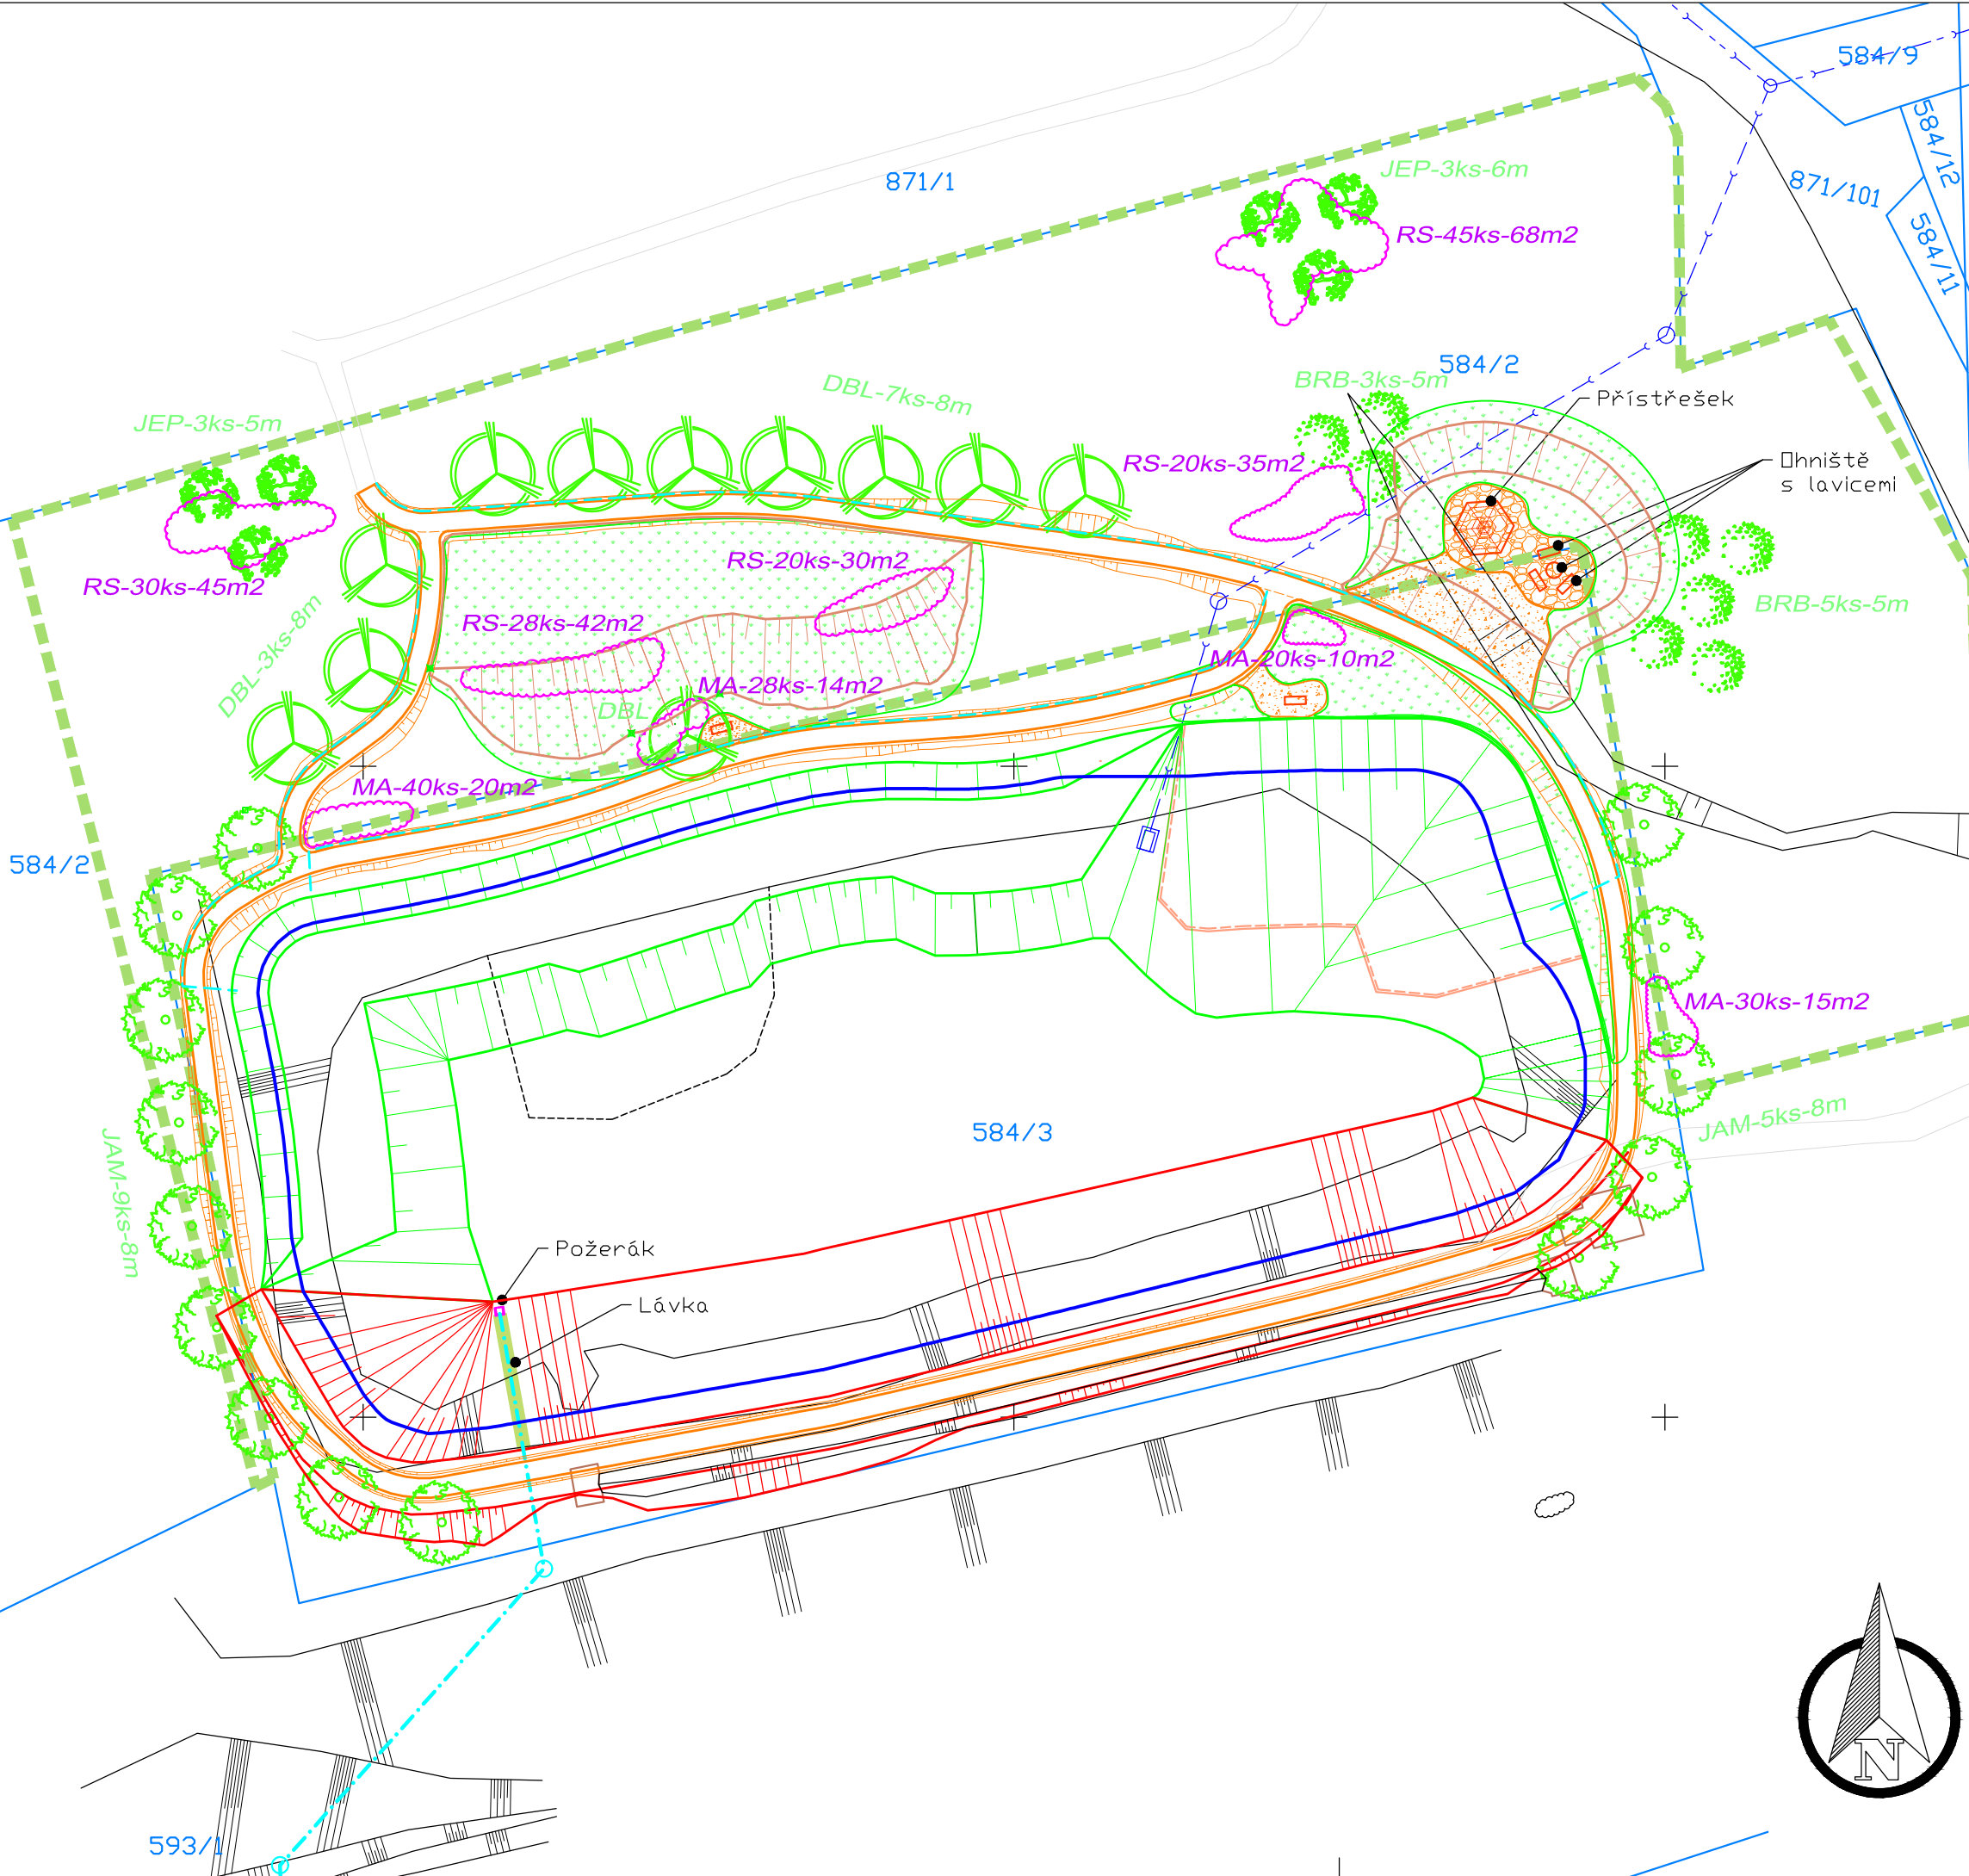 584/9
584/12
871/101
584/11
871/1
JEP-3ks-6m
RS-45ks-68m2
584/2
BRB-3ks-5m
Přístřešek
DBL-7ks-8m
JEP-3ks-5m
RS-20ks-35m2
Ohniště
s lavicemi
RS-30ks-45m2
RS-20ks-30m2
BRB-5ks-5m
RS-28ks-42m2
DBL-3ks-8m
MA-20ks-10m2
MA-28ks-14m2
DBL
MA-40ks-20m2
584/2
MA-30ks-15m2
JAM-5ks-8m
584/3
JAM-9ks-8m
Požerák
Lávka
N
593/1